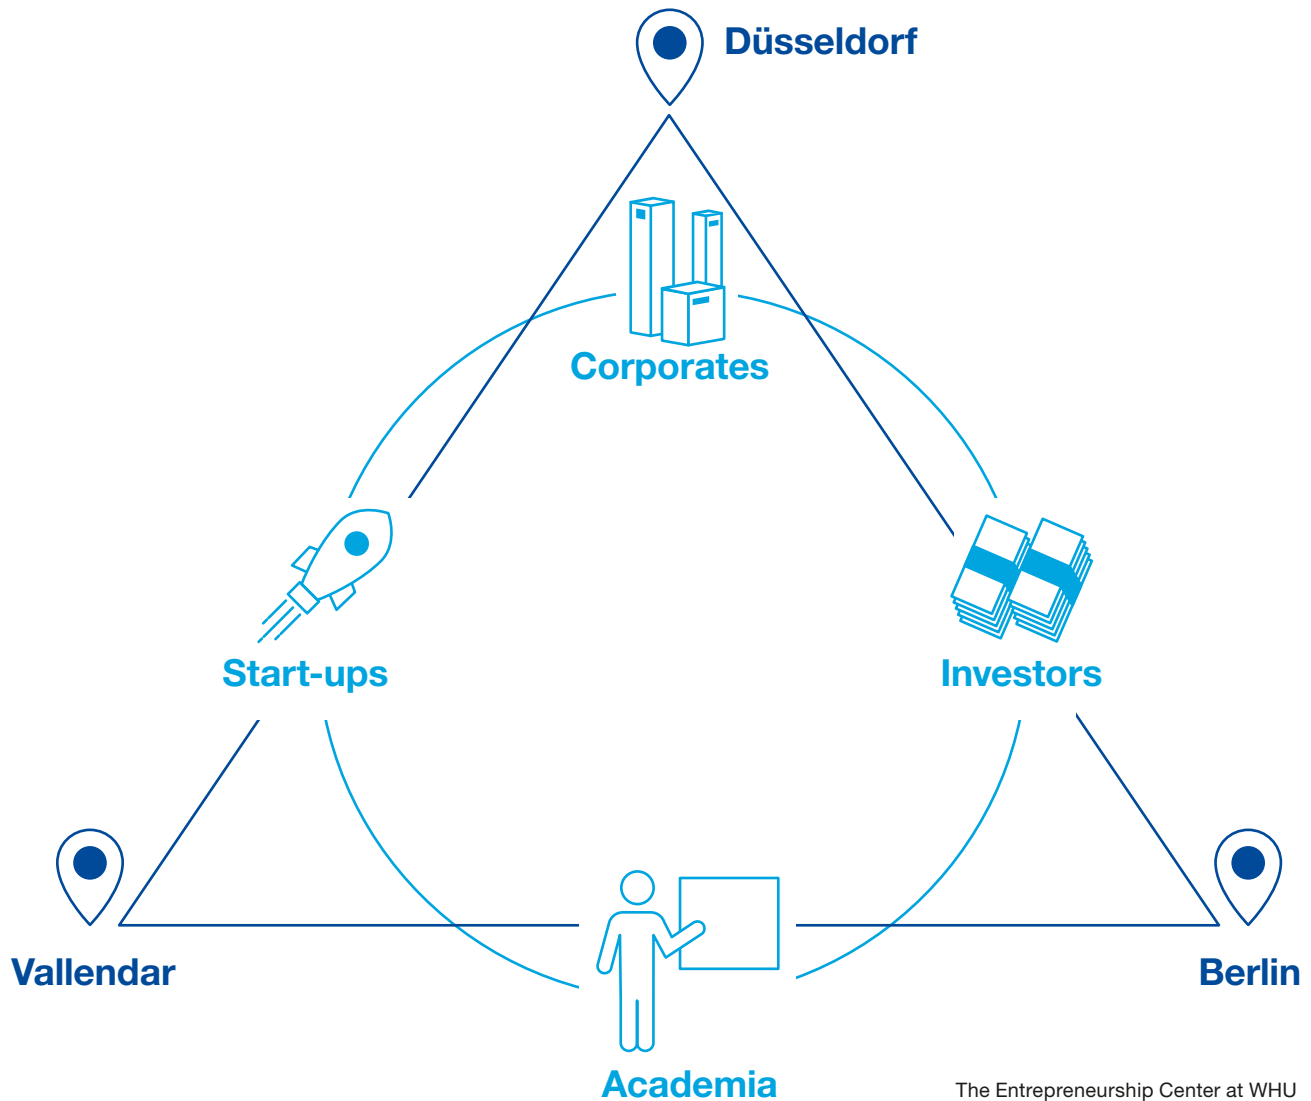 Düsseldorf
Corporates
Start-ups
Investors
Vallendar
Berlin
Academia
The Entrepreneurship Center at WHU